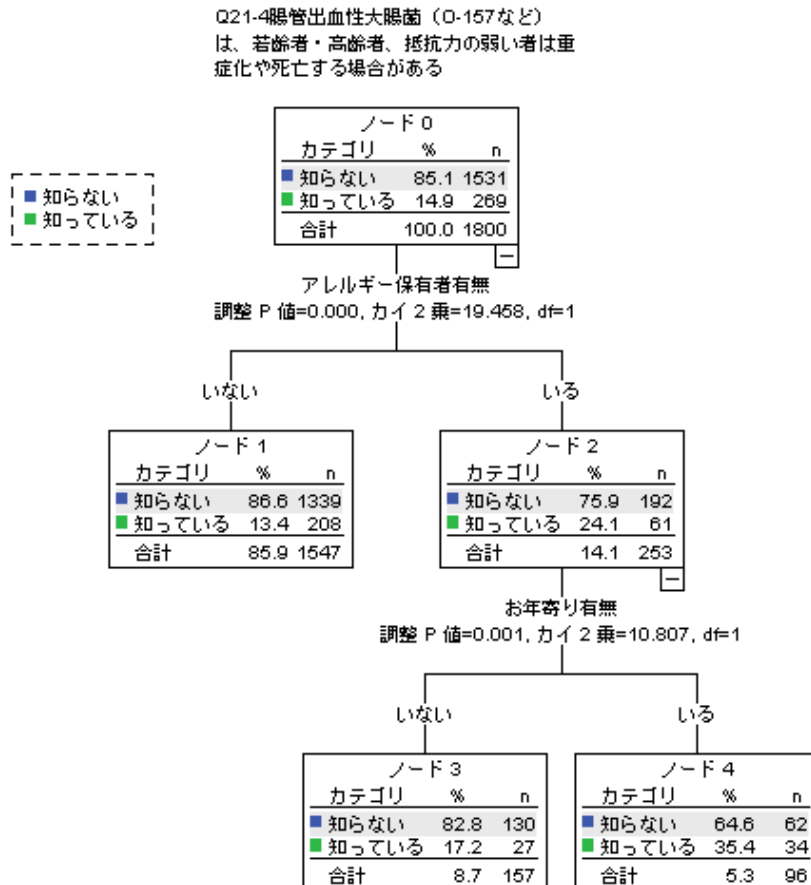 Q21-4腸管出血性大腸菌（O-157など）
は、若齢者・高齢者、抵抗力の弱い者は重
症化や死亡する場合がある
知らない
知っている
ノード 0
カテゴリ % n
知らない 85.1 1531
知っている 14.9 269
合計 100.0 1800
アレルギー保有者有無
調整 P 値=0.000, カイ 2 乗=19.458, df=1
いない
いる
ノード 1
カテゴリ % n
知らない 86.6 1339
知っている 13.4 208
合計 85.9 1547
ノード 2
カテゴリ % n
知らない 75.9 192
知っている 24.1 61
合計 14.1 253
お年寄り有無
調整 P 値=0.001, カイ 2 乗=10.807, df=1
いない
いる
ノード 3
カテゴリ % n
知らない 82.8 130
知っている 17.2 27
合計 8.7 157
ノード 4
カテゴリ % n
知らない 64.6 62
知っている 35.4 34
合計 5.3 96